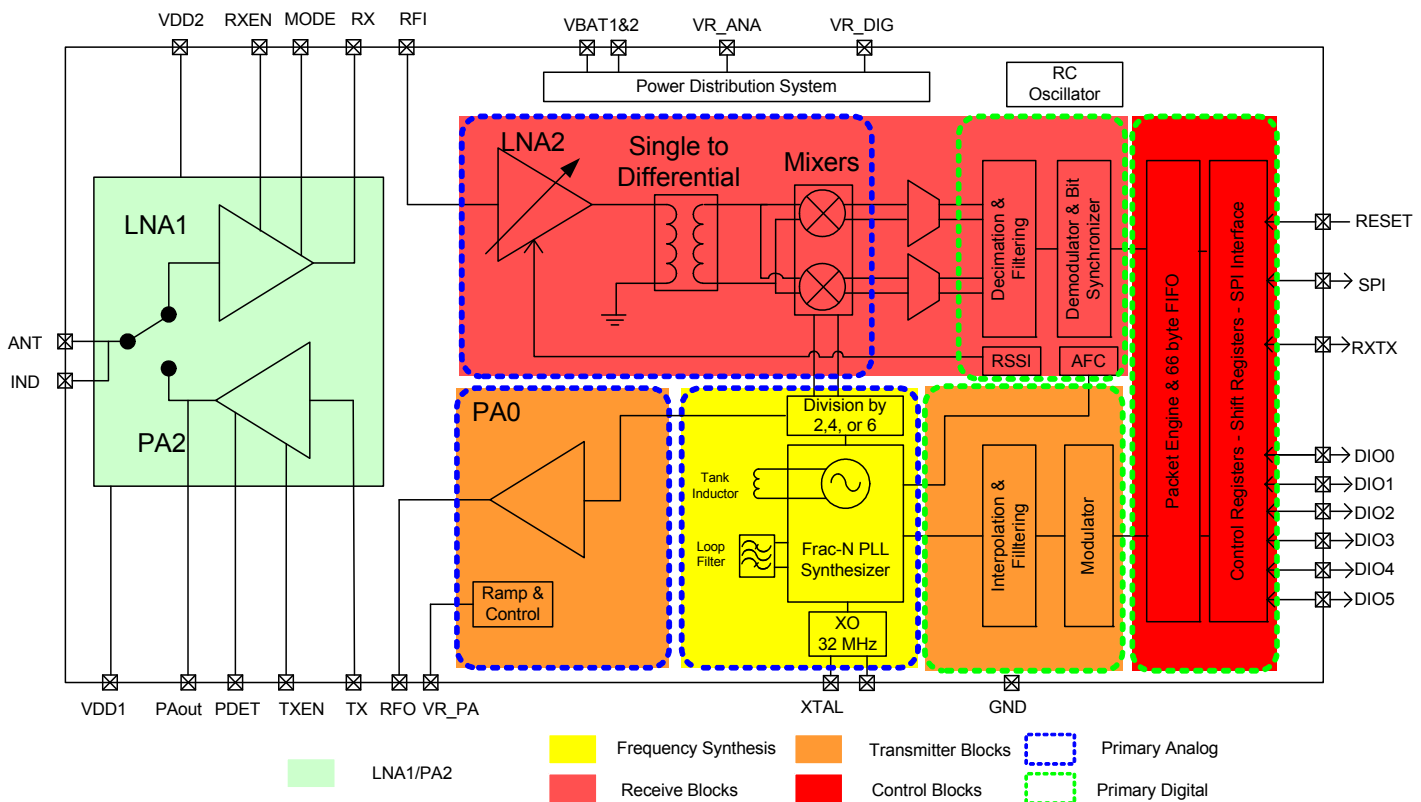 VDD2
RXEN
MODE
RX
RFI
VBAT1&2
VR_ANA
VR_DIG
Power Distribution System
RC
Oscillator
LNA2
Single to
Differential
Mixers
LNA1
PA2
ANT
IND
Decimation &
Filtering
Demodulator & Bit
Synchronizer
RSSI
AFC
Packet Engine & 66 byte FIFO
Control Registers - Shift Registers - SPI Interface
RESET
SPI
RXTX
DIO0
DIO1
DIO2
DIO3
DIO4
DIO5
PA0
Ramp &
Control
Division by
2,4, or 6
Tank
Inductor
Loop
Filter
Frac-N PLL
Synthesizer
XO
32 MHz
Interpolation &
Filltering
Modulator
VDD1
PAout
PDET
TXEN
TX
RFO
VR_PA
XTAL
GND
LNA1/PA2
Frequency Synthesis
Transmitter Blocks
Primary Analog
Receive Blocks
Control Blocks
Primary Digital